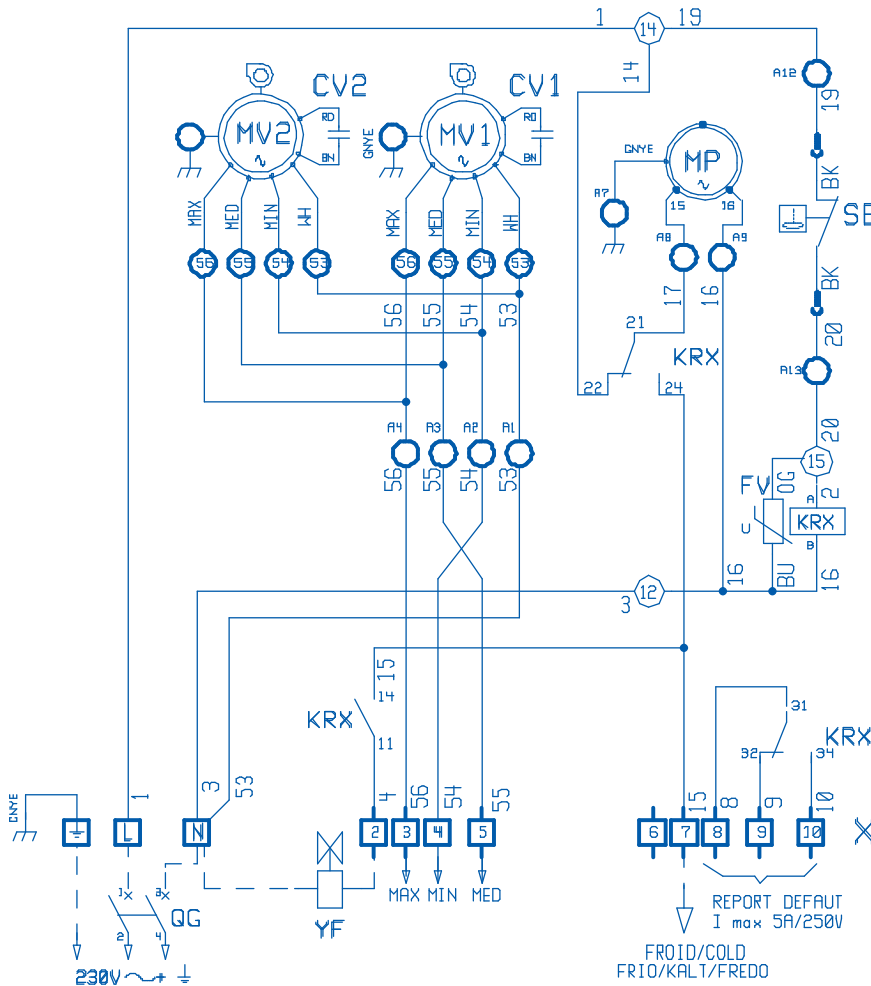 1
14
19
14
A12
CV2
CV1
19
RD
BN
MV2
GNYE
RD
BN
MV1
GNYE
MP
BK
A7
15
16
MAX
MED
MIN
WH
MAX
MED
MIN
WH
A8
A9
56
55
54
53
56
55
54
53
17
16
BK
56
55
54
53
21
KRX
20
22
24
A13
A4
A3
A2
A1
20
15
56
55
54
53
FV
OG
2
A
U
KRX
B
16
BU
16
12
3
15
14
KRX
11
31
32
34
KRX
GNYE
1
3
53
4
56
54
55
15
8
9
10
L
N
2
3
4
5
6
7
8
9
10
MAX
MIN
MED
1
3
QG
2
4
YF
REPORT DEFAUT
I max 5A/250V
230V
FROID/COLD
FRIO/KALT/FREDO